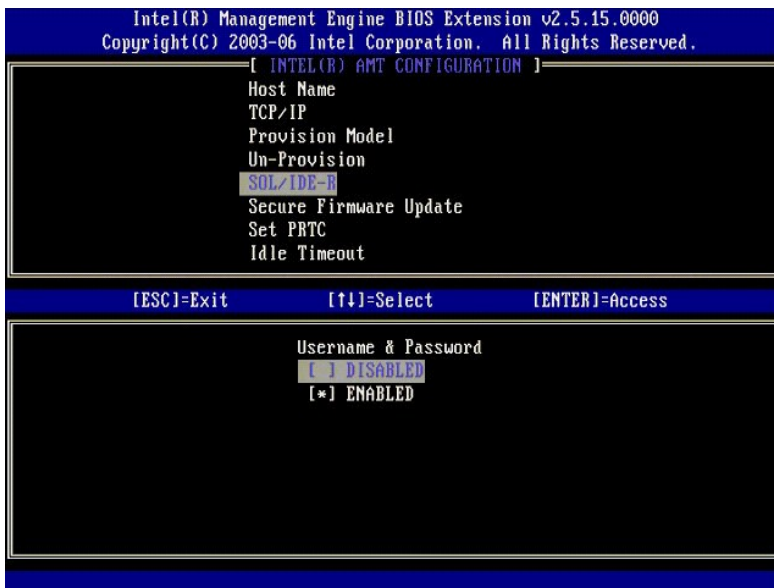 Intel(R) Management Engine BIOS Extension v2.5.15.0000
Copyright(C) 2003-06 Intel Corporation. All Rights Reserved.
[ INTEL(R) AMT CONFIGURATION ]
Host Name
TCP/IP
Provision Model
Un-Provision
SOL/IDE-R
Secure Firmware Update
Set PRTC
Idle Timeout
[ESC]=Exit [↑↓]=Select [ENTER]=Access
Username & Password
[ ] DISABLED
[*] ENABLED